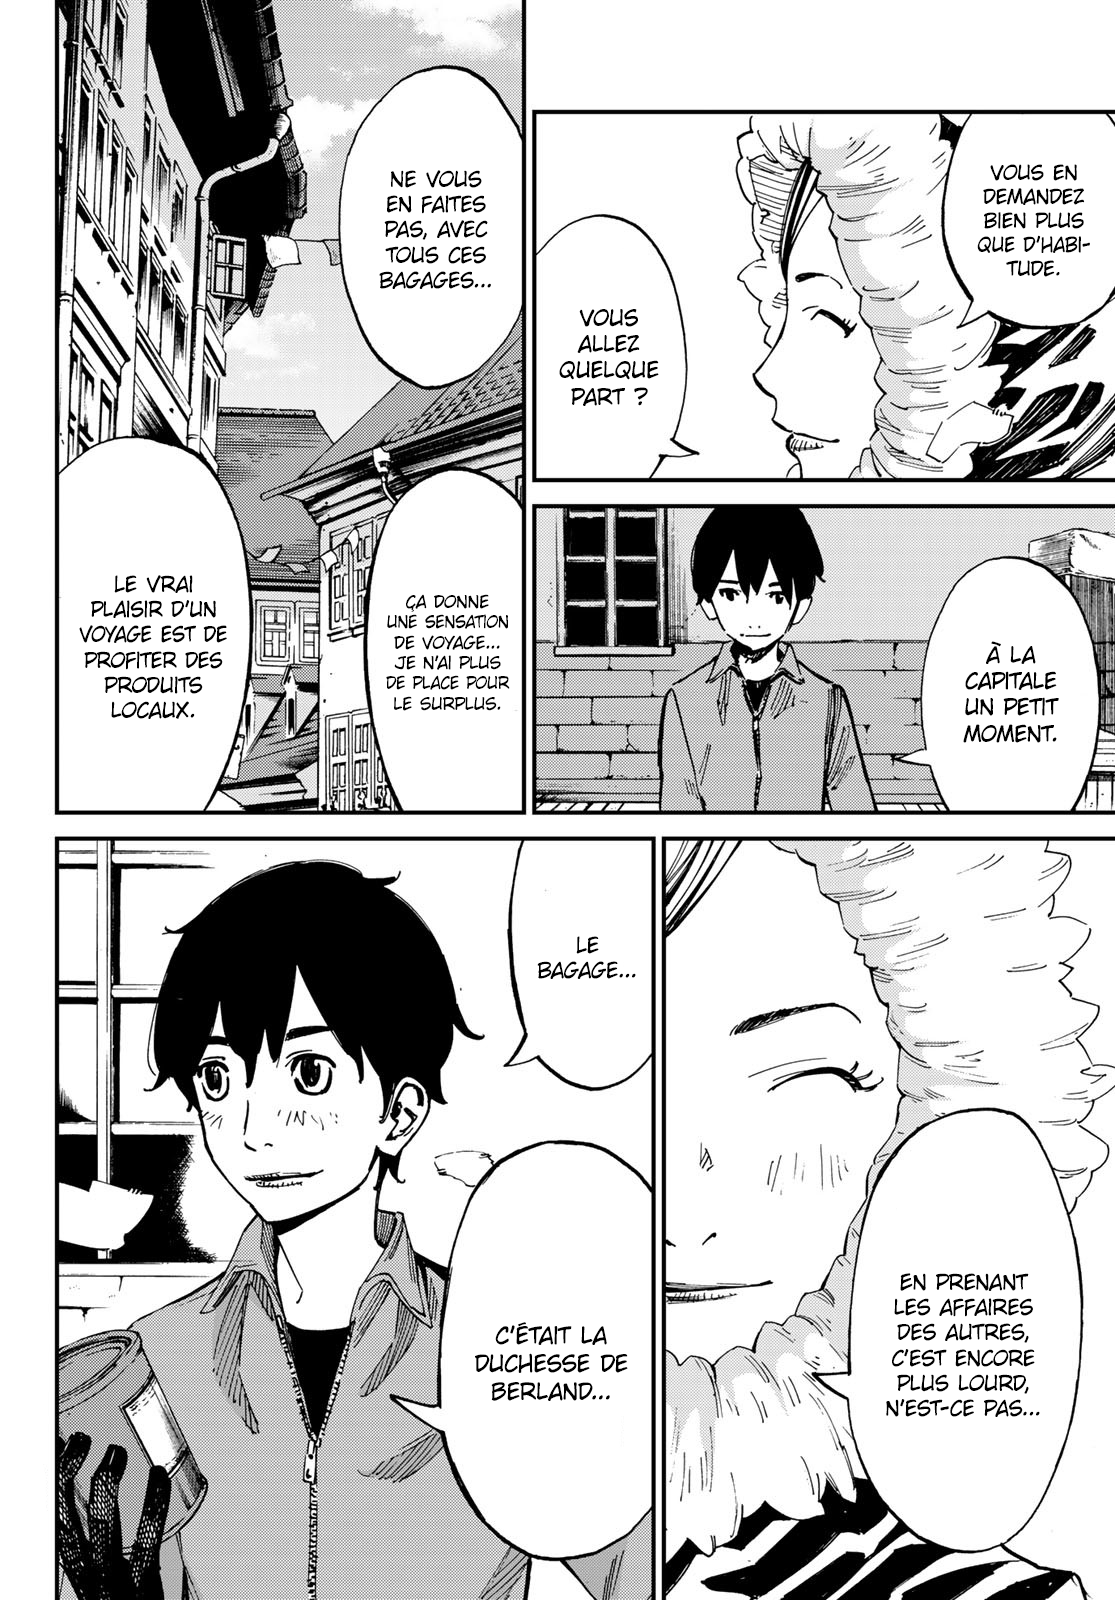 VOUS EN
DEMANDEZ
BIEN PLUS
QUE D'HABI-
TUDE.
VOUS
ALLEZ
QUELQUE
PART ?
À LA
CAPITALE
UN PETIT
MOMENT.
NE VOUS
EN FAITES
PAS, AVEC
TOUS CES
BAGAGES...
ÇA DONNE
UNE SENSATION
DE VOYAGE...
JE N'AI PLUS
DE PLACE POUR
LE SURPLUS.
LE VRAI
PLAISIR D'UN
VOYAGE EST DE
PROFITER DES
PRODUITS
LOCAUX.
EN PRENANT
LES AFFAIRES
DES AUTRES,
C'EST ENCORE
PLUS LOURD,
N'EST-CE PAS...
LE
BAGAGE...
C'ÉTAIT LA
DUCHESSE DE
BERLAND...